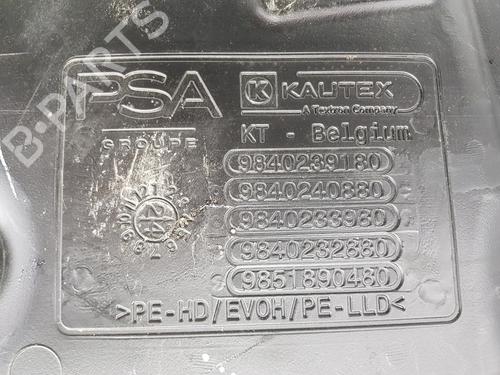 PSA
GROUPE
K KAUTEX
A Textron Company
KT - Belgium
9840239180
9840240880
9840233980
9840232880
9851890480
>PE-HD/EVOH/PE-LLD<
B-PARTS